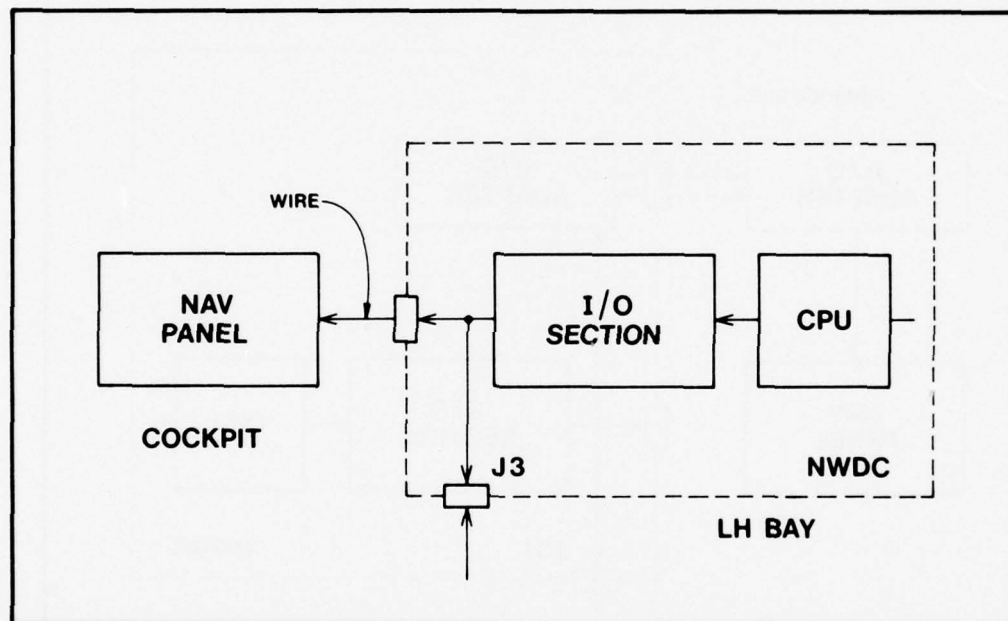 WIRE
NAV
PANEL
I/O
SECTION
CPU
COCKPIT
J3
NWDC
LH BAY